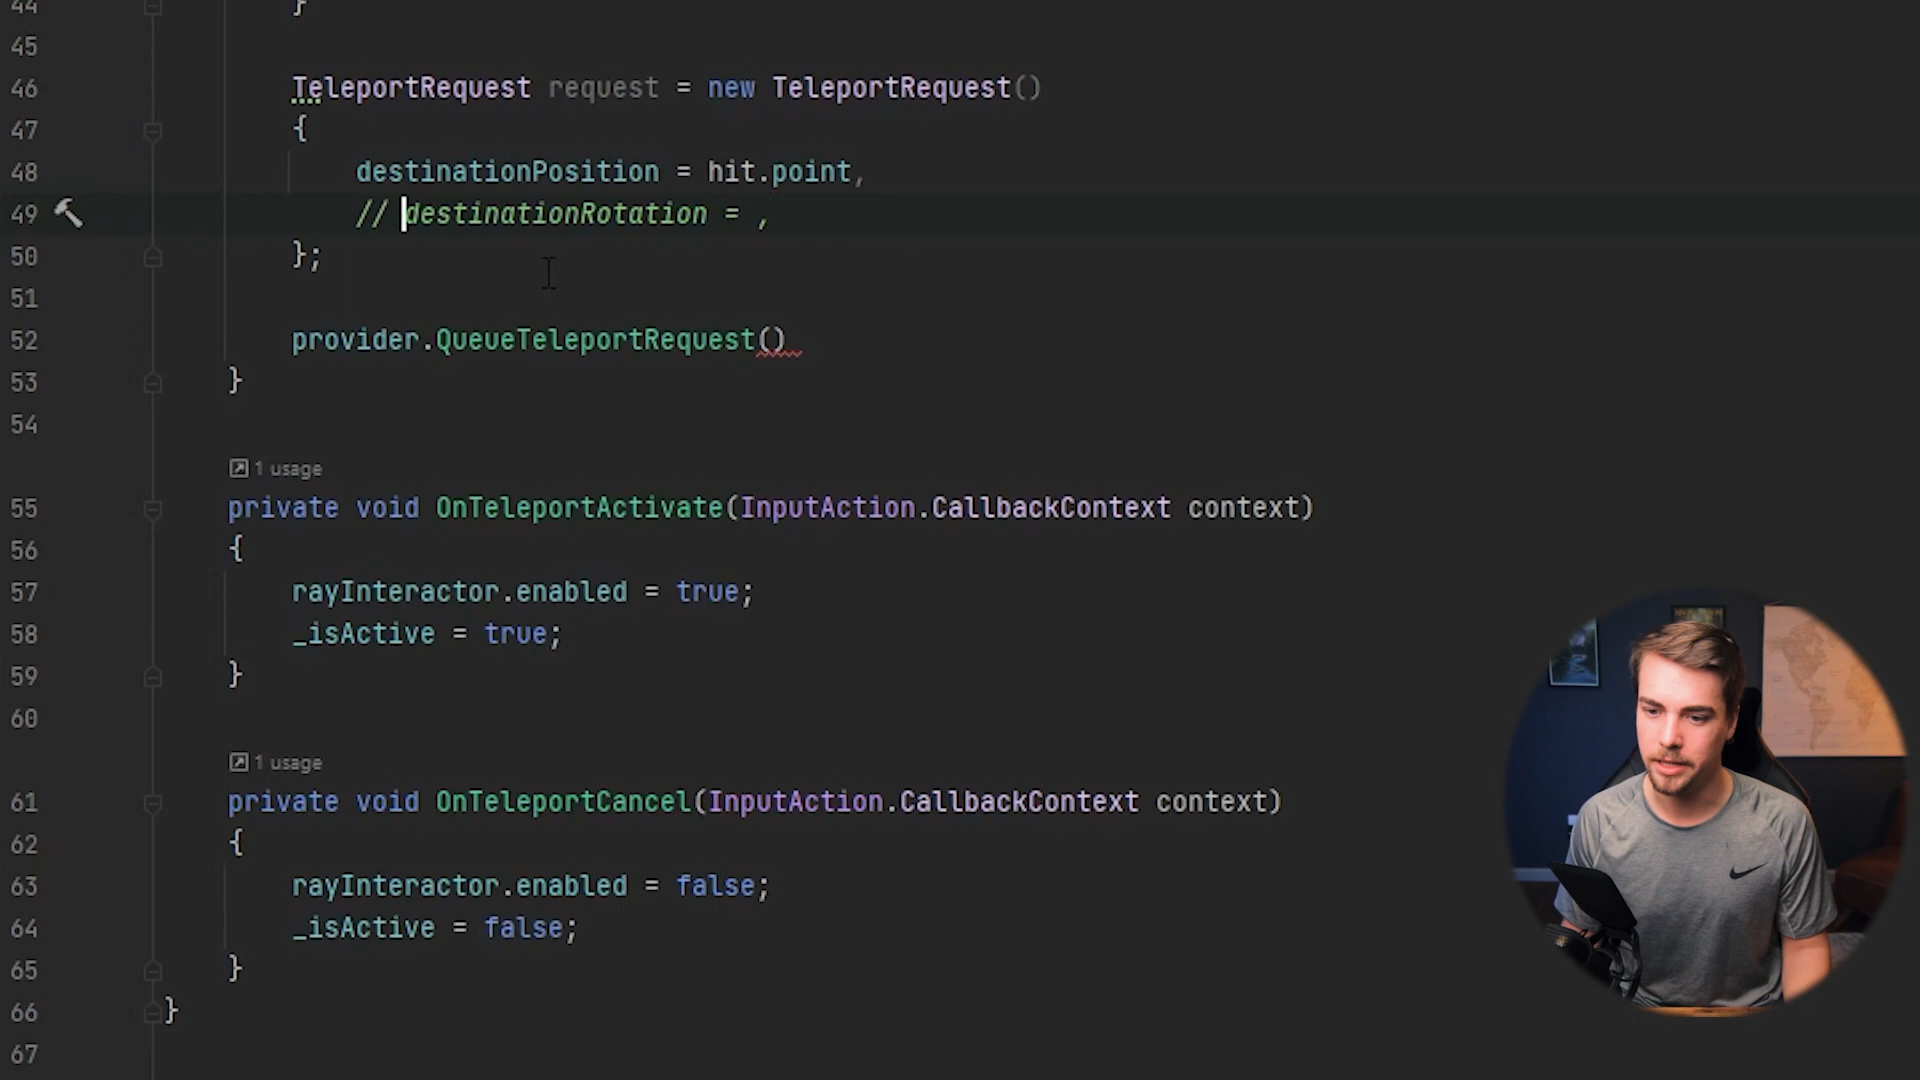 44 }
45
46 TeleportRequest request = new TeleportRequest()
47 {
48 destinationPosition = hit.point,
49 // destinationRotation = ,
50 };
51
52 provider.QueueTeleportRequest()
53 }
54
1 usage
55 private void OnTeleportActivate(InputAction.CallbackContext context)
56 {
57 rayInteractor.enabled = true;
58 _isActive = true;
59 }
60
1 usage
61 private void OnTeleportCancel(InputAction.CallbackContext context)
62 {
63 rayInteractor.enabled = false;
64 _isActive = false;
65 }
66 }
67